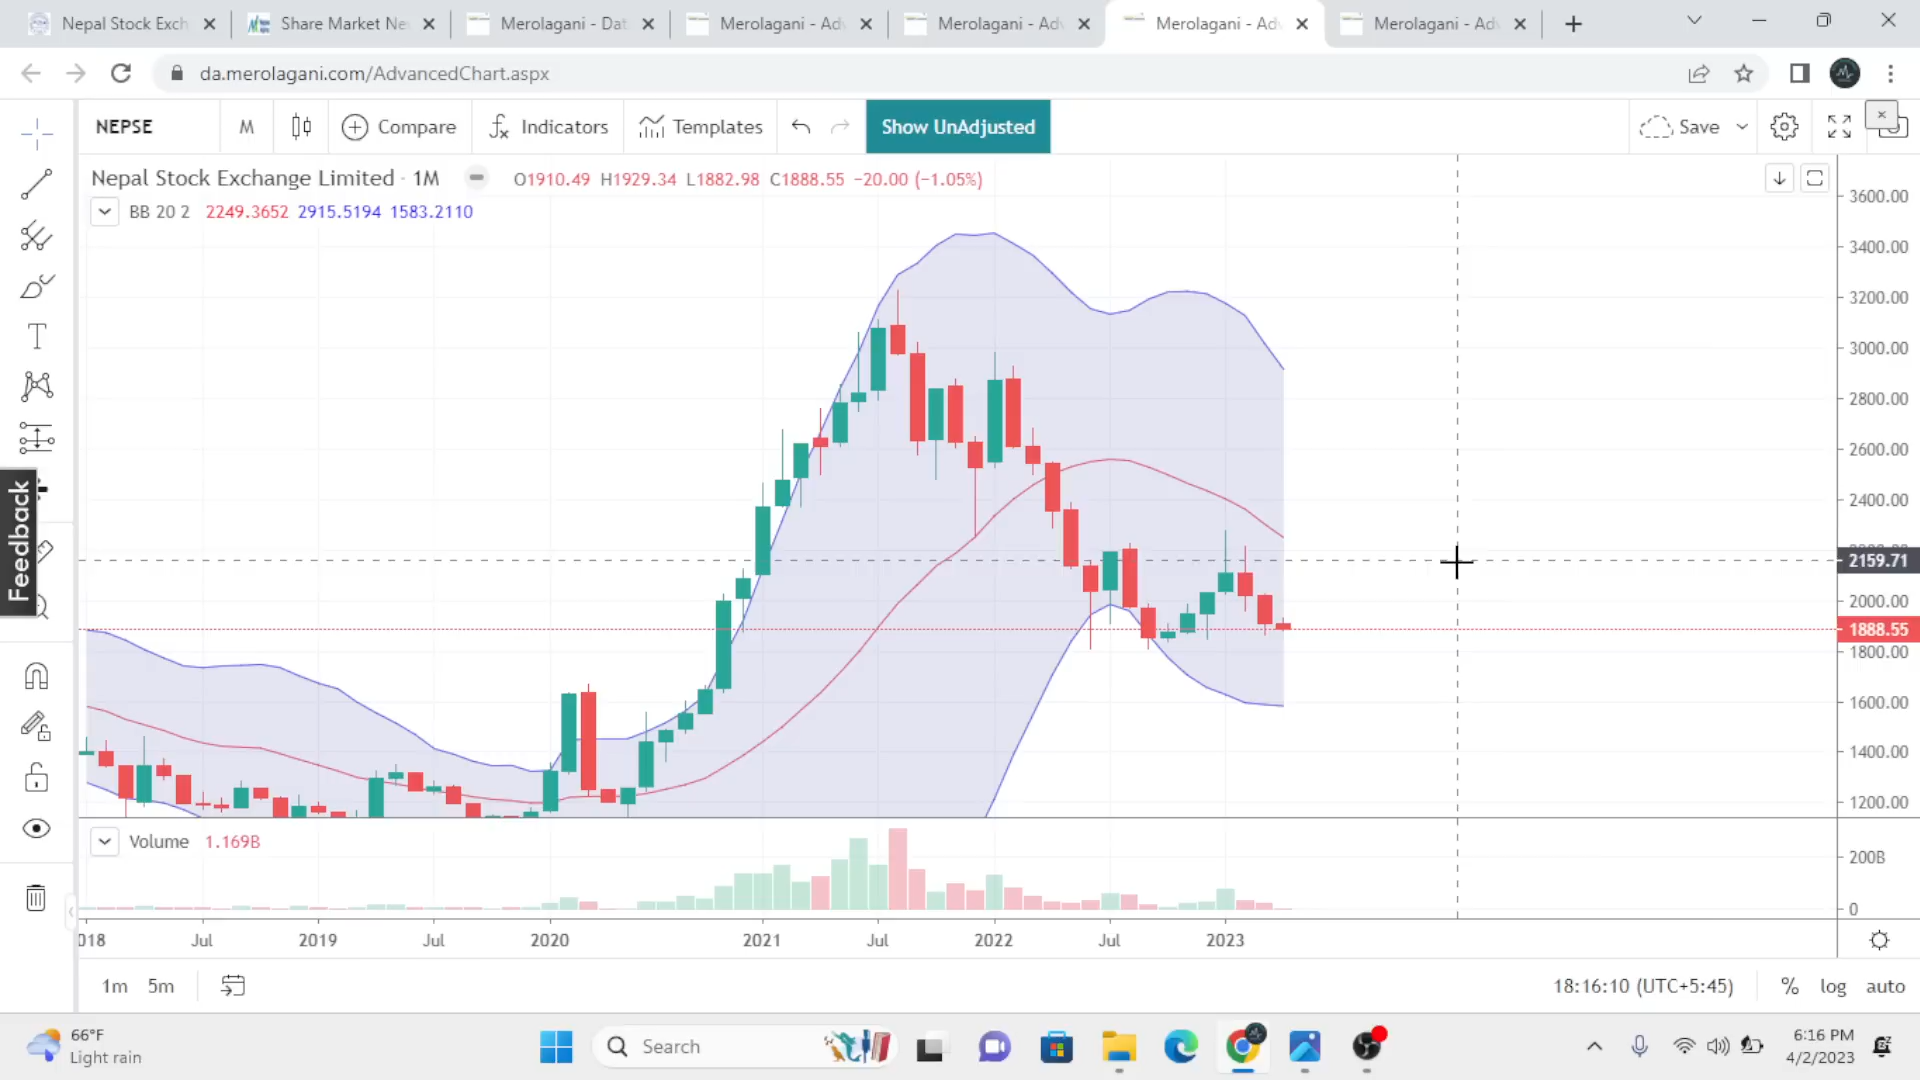 Nepal Stock Exch
Share Market Ne
Merolagani - Dat
Merolagani - Adv
Merolagani - Adv
Merolagani - Adv
Merolagani - Adv
da.merolagani.com/AdvancedChart.aspx
NEPSE
M
Compare
Indicators
Templates
Show UnAdjusted
Save
Nepal Stock Exchange Limited · 1M
O1910.49 H1929.34 L1882.98 C1888.55 −20.00 (−1.05%)
BB 20 2 2249.3652 2915.5194 1583.2110
3600.00
3400.00
3200.00
3000.00
2800.00
2600.00
2400.00
2159.71
2000.00
1888.55
1800.00
1600.00
1400.00
1200.00
Feedback
Volume 1.169B
200B
0
018
Jul
2019
Jul
2020
2021
Jul
2022
Jul
2023
1m 5m
18:16:10 (UTC+5:45)
% log auto
66°F
Light rain
Search
6:16 PM
4/2/2023